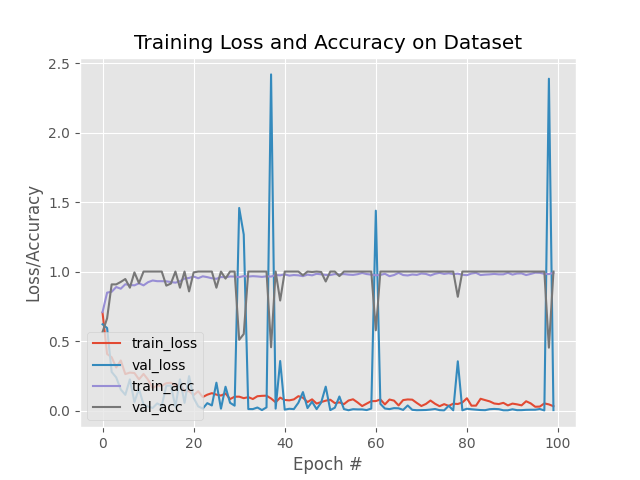 Training Loss and Accuracy on Dataset
2.5
2.0
1.5
1.0
0.5
0.0
Loss/Accuracy
train_loss
val_loss
train_acc
val_acc
0 20 40 60 80 100
Epoch #